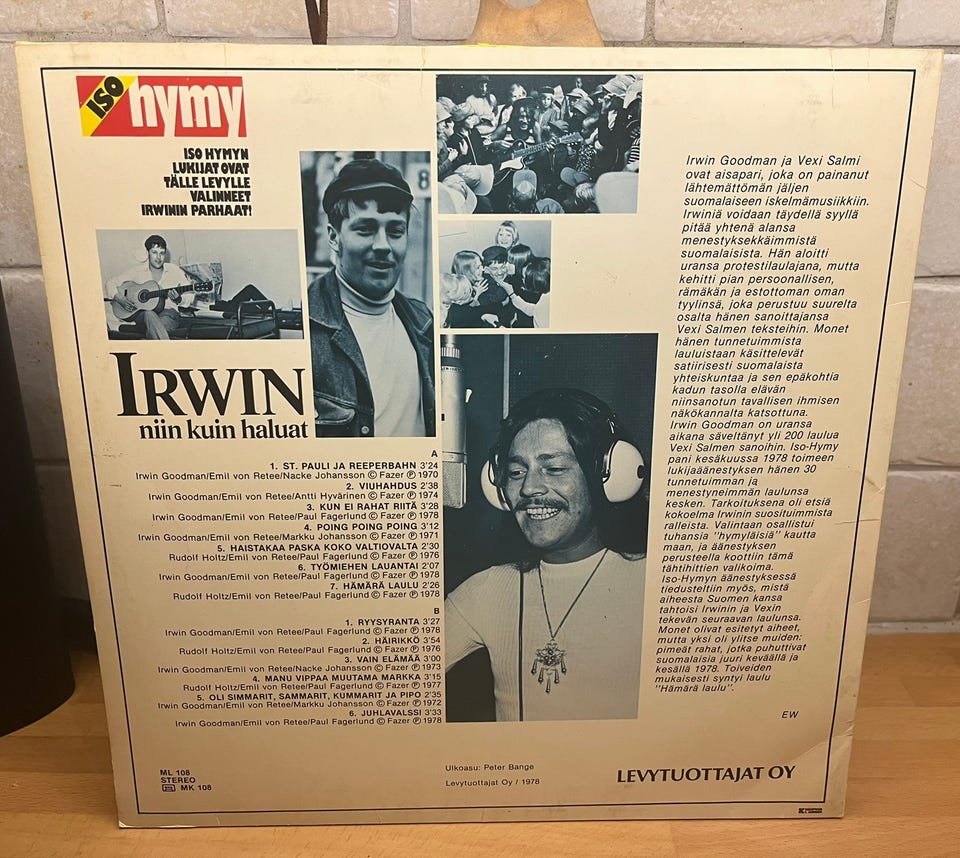 ISO
hymy
ISO HYMYN
LUKIJAT OVAT
TÄLLE LEVYLLE
VALINNEET
IRWININ PARHAAT!
IRWIN
niin kuin haluat
A
1. ST. PAULI JA REEPERBAHN 3'24
Irwin Goodman/Emil von Retee/Nacke Johansson © Fazer ℗ 1970
2. VIUHAHDUS 2'38
Irwin Goodman/Emil von Retee/Antti Hyvärinen © Fazer ℗ 1974
3. KUN EI RAHAT RIITÄ 3'28
Irwin Goodman/Emil von Retee/Paul Fagerlund © Fazer ℗ 1978
4. POING POING POING 3'12
Irwin Goodman/Emil von Retee/Markku Johansson © Fazer ℗ 1971
5. HAISTAKAA PASKA KOKO VALTIOVALTA 2'30
Rudolf Holtz/Emil von Retee/Paul Fagerlund © Fazer ℗ 1976
6. TYÖMIEHEN LAUANTAI 2'07
Irwin Goodman/Emil von Retee/Paul Fagerlund © Fazer ℗ 1978
7. HÄMÄRÄ LAULU 2'26
Rudolf Holtz/Emil von Retee/Paul Fagerlund © Fazer ℗ 1978
B
1. RYYSYRANTA 3'27
Irwin Goodman/Emil von Retee/Paul Fagerlund © Fazer ℗ 1978
2. HÄIRIKKÖ 3'54
Rudolf Holtz/Emil von Retee/Paul Fagerlund © Fazer ℗ 1976
3. VAIN ELÄMÄÄ 3'00
Irwin Goodman/Emil von Retee/Nacke Johansson © Fazer ℗ 1973
4. MANU VIPPAA MUUTAMA MARKKA 3'15
Rudolf Holtz/Emil von Retee/Paul Fagerlund © Fazer ℗ 1977
5. OLI SIMMARIT, SAMMARIT, KUMMARIT JA PIPO 2'35
Irwin Goodman/Emil von Retee/Markku Johansson © Fazer ℗ 1972
6. JUHLAVALSSI 3'33
Irwin Goodman/Emil von Retee/Paul Fagerlund © Fazer ℗ 1978
ML 108
STEREO
MK 108
Ulkoasu: Peter Bange
Levytuottajat Oy / 1978
Irwin Goodman ja Vexi Salmi
ovat aisapari, joka on painanut
lähtemättömän jäljen
suomalaiseen iskelmämusiikkiin.
Irwiniä voidaan täydellä syyllä
pitää yhtenä alansa
menestyksekkäimmistä
suomalaisista. Hän aloitti
uransa protestilaulajana, mutta
kehitti pian persoonallisen,
rämäkän ja estottoman oman
tyylinsä, joka perustuu suurelta
osalta hänen sanoittajansa
Vexi Salmen teksteihin. Monet
hänen tunnetuimmista
lauluistaan käsittelevät
satiirisesti suomalaista
yhteiskuntaa ja sen epäkohtia
kadun tasolla elävän
niinsanotun tavallisen ihmisen
näkökannalta katsottuna.
Irwin Goodman on uransa
aikana säveltänyt yli 200 laulua
Vexi Salmen sanoihin. Iso-Hymy
pani kesäkuussa 1978 toimeen
lukijaäänestyksen hänen 30
tunnetuimman ja
menestyneimmän laulunsa
kesken. Tarkoituksena oli etsiä
kokoelma Irwinin suosituimmista
ralleista. Valintaan osallistui
tuhansia "hymyläisiä" kautta
maan, ja äänestyksen
perusteella koottiin tämä
tähtihittien valikoima.
Iso-Hymyn äänestyksessä
tiedusteltiin myös, mistä
aiheesta Suomen kansa
tahtoisi Irwinin ja Vexin
tekevän seuraavan laulunsa.
Monet olivat esitetyt aiheet,
mutta yksi oli ylitse muiden:
pimeät rahat, jotka puhuttivat
suomalaisia juuri keväällä ja
kesällä 1978. Toiveiden
mukaisesti syntyi laulu
"Hämärä laulu".
EW
LEVYTUOTTAJAT OY